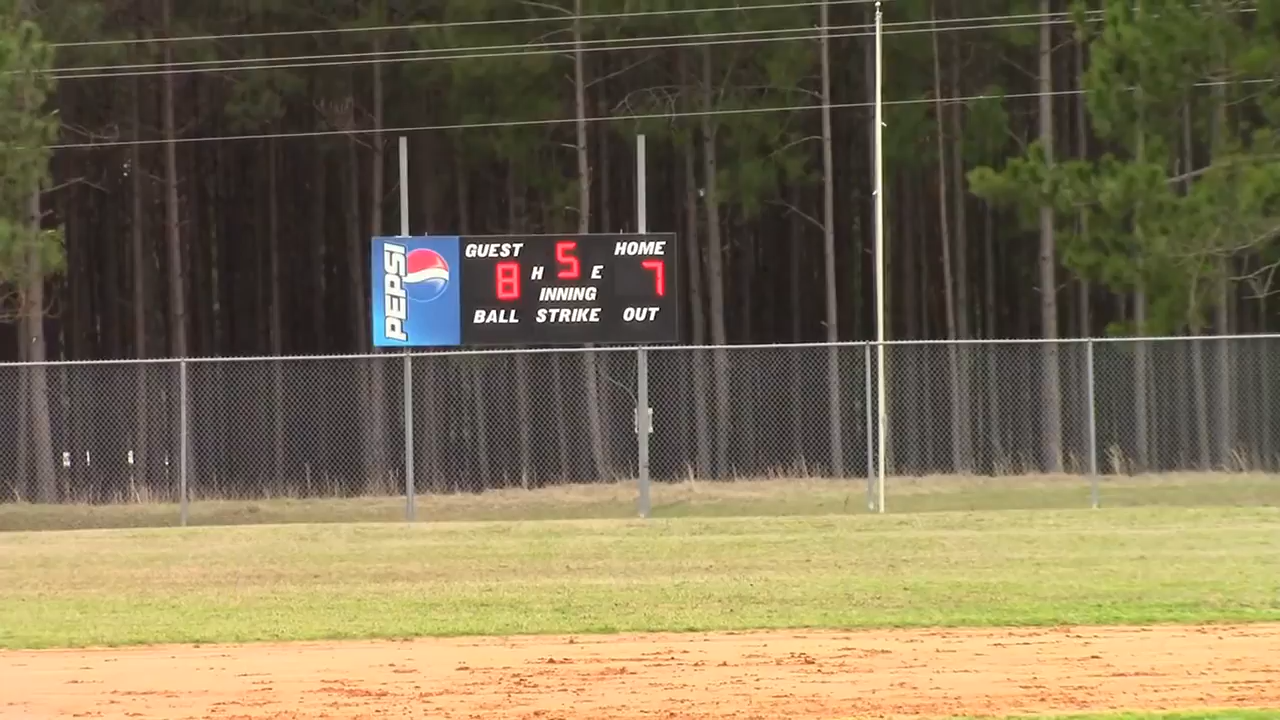 PEPSI
GUEST 5 HOME
8 H E 7
INNING
BALL STRIKE OUT